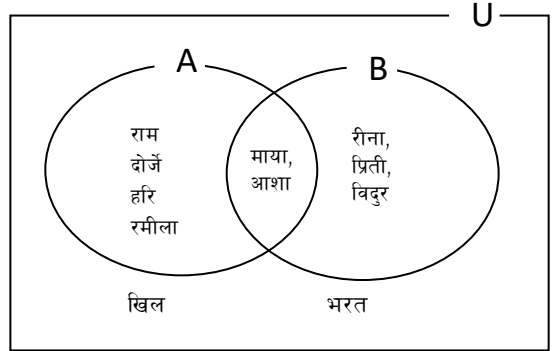 U
A
B
राम
दोर्जे
हरि
रमीला
माया,
आशा
रीना,
प्रिती,
विदुर
खिल
भरत